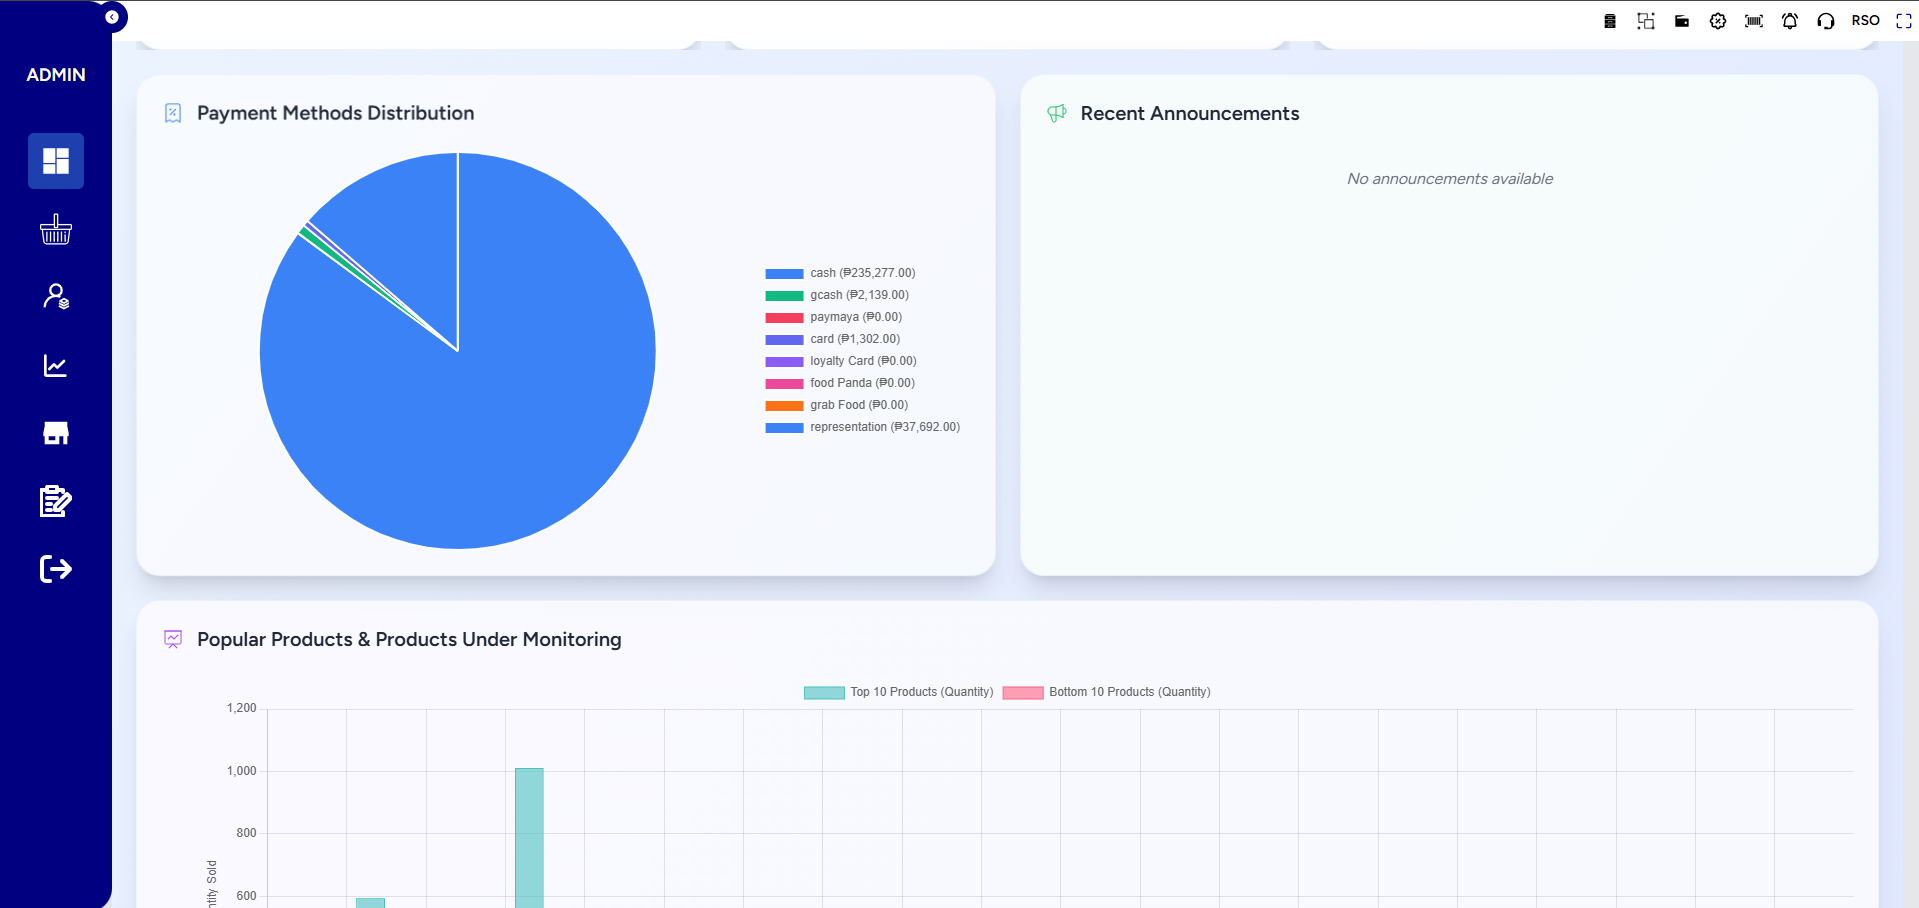 RSO
ADMIN
Payment Methods Distribution
cash (₱235,277.00)
gcash (₱2,139.00)
paymaya (₱0.00)
card (₱1,302.00)
loyalty Card (₱0.00)
food Panda (₱0.00)
grab Food (₱0.00)
representation (₱37,692.00)
Recent Announcements
No announcements available
Popular Products & Products Under Monitoring
Top 10 Products (Quantity)
Bottom 10 Products (Quantity)
1,200
1,000
800
600
Sold